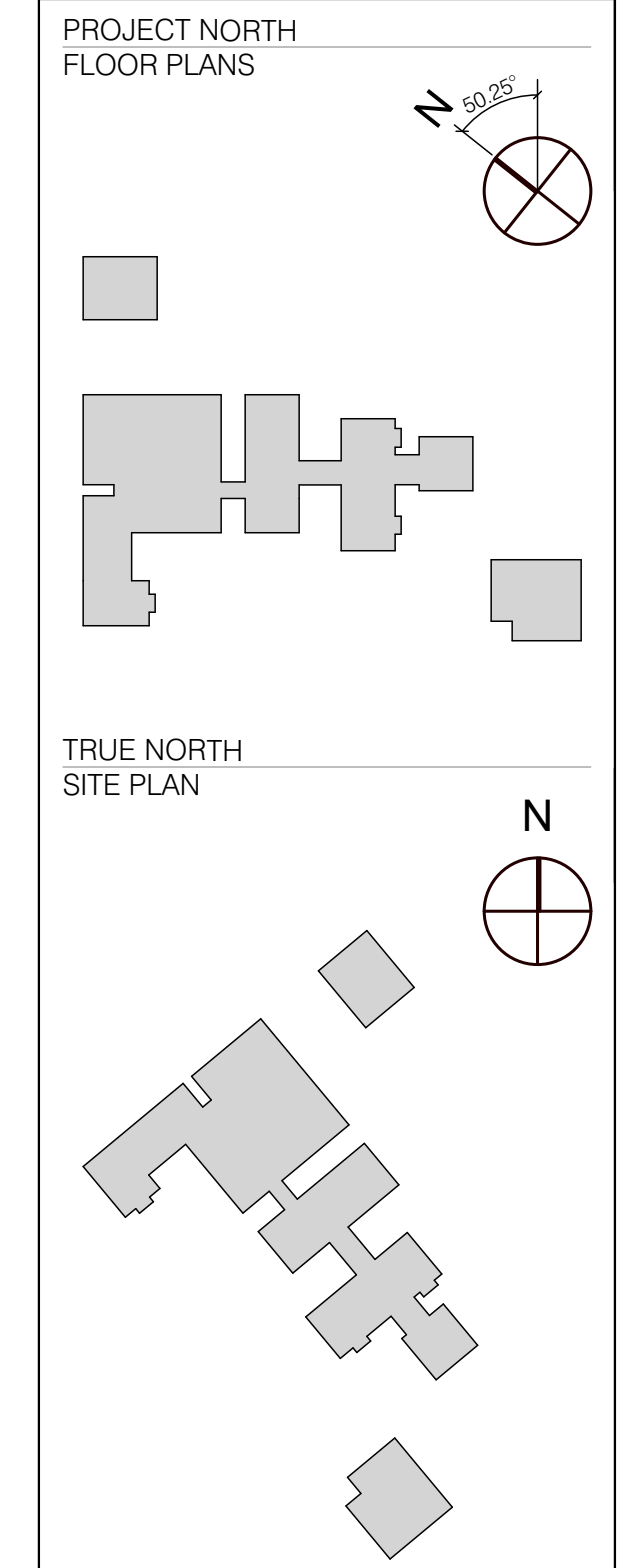 PROJECT NORTH
FLOOR PLANS
N
50.25°
TRUE NORTH
SITE PLAN
N